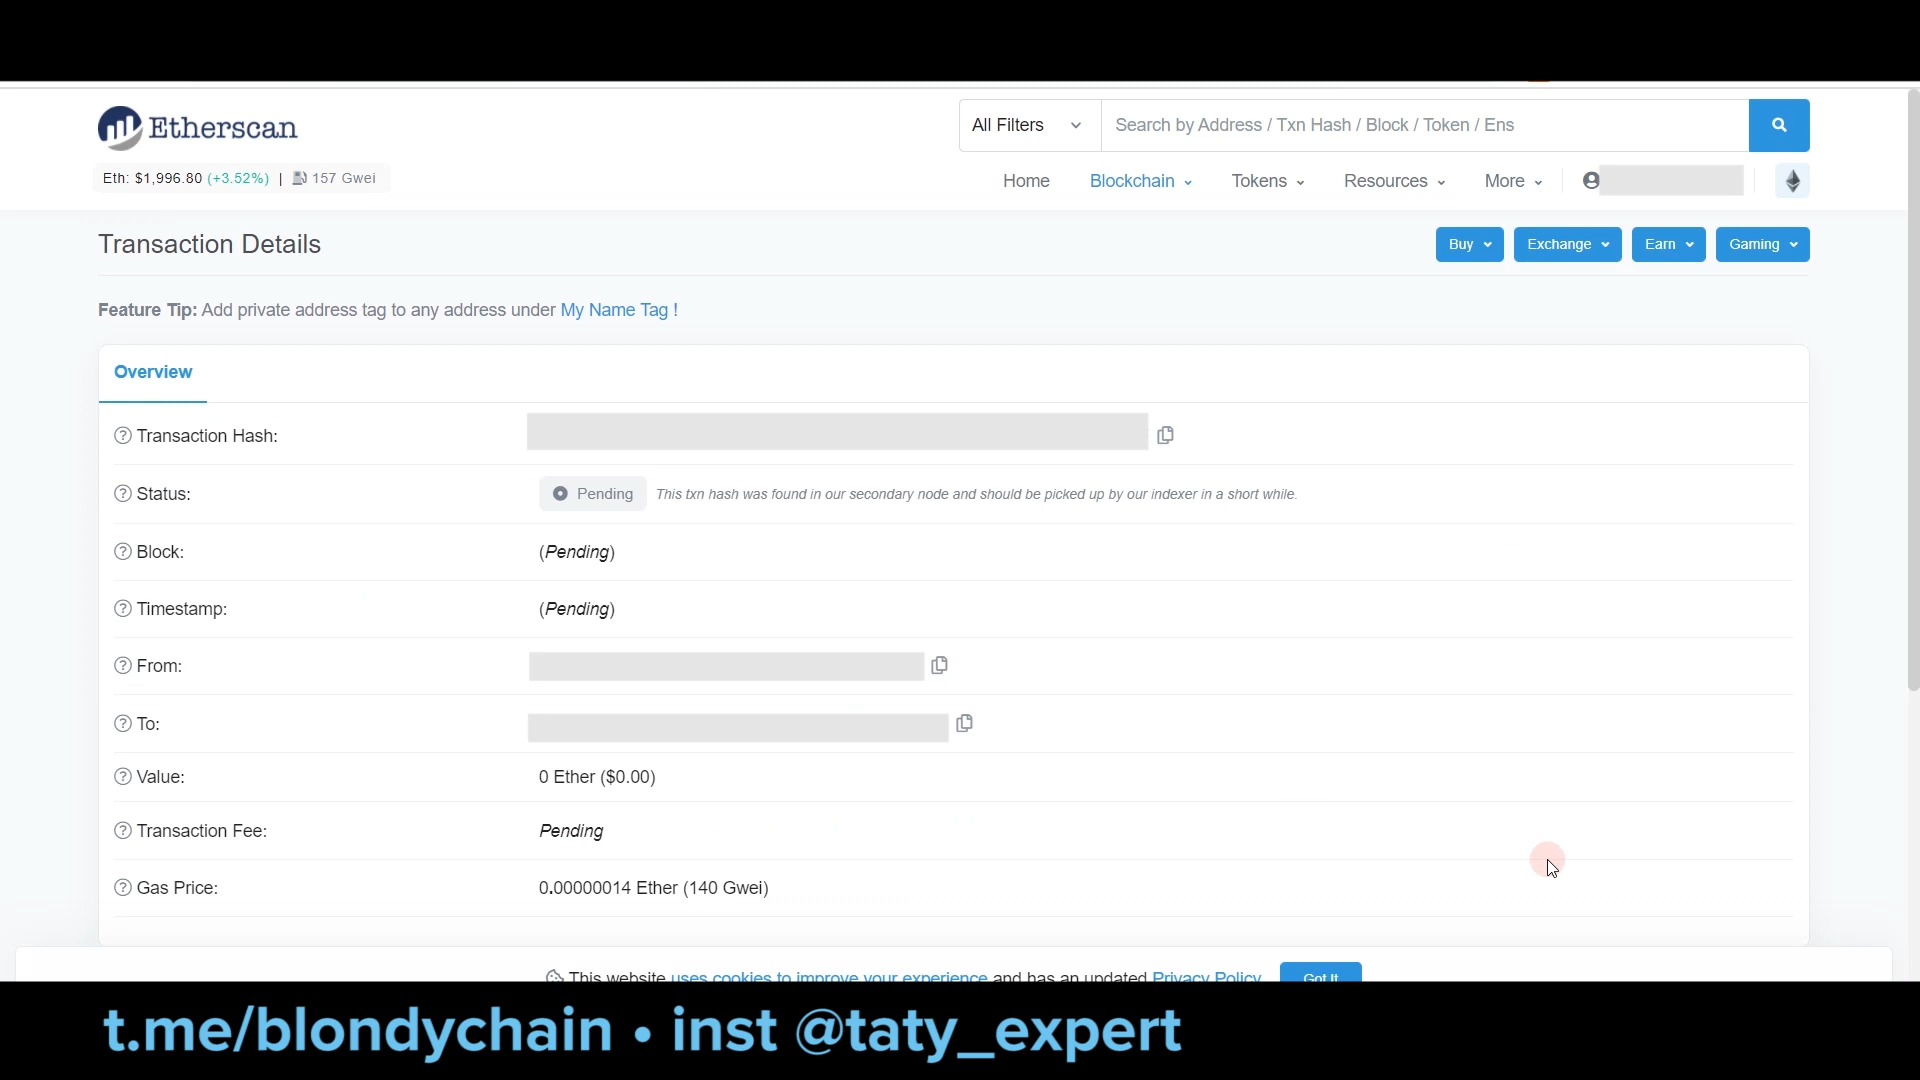 Etherscan
All Filters
Search by Address / Txn Hash / Block / Token / Ens
Eth: $1,996.80 (+3.52%) | 157 Gwei
Home
Blockchain
Tokens
Resources
More
Transaction Details
Buy
Exchange
Earn
Gaming
Feature Tip: Add private address tag to any address under My Name Tag !
Overview
Transaction Hash:
Status:
Pending
This txn hash was found in our secondary node and should be picked up by our indexer in a short while.
Block:
(Pending)
Timestamp:
(Pending)
From:
To:
Value:
0 Ether ($0.00)
Transaction Fee:
Pending
Gas Price:
0.00000014 Ether (140 Gwei)
This website uses cookies to improve your experience and has an updated Privacy Policy
Got It
t.me/blondychain • inst @taty_expert